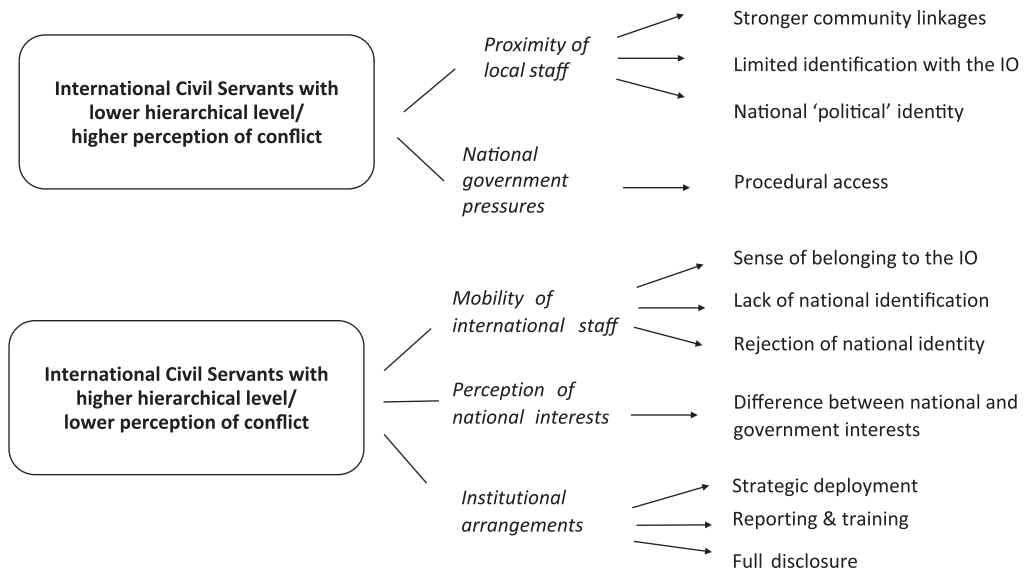 International Civil Servants with
lower hierarchical level/
higher perception of conflict
Proximity of
local staff
Stronger community linkages
Limited identification with the IO
National ‘political’ identity
National
government
pressures
Procedural access
International Civil Servants with
higher hierarchical level/
lower perception of conflict
Mobility of
international staff
Sense of belonging to the IO
Lack of national identification
Rejection of national identity
Perception of
national interests
Difference between national and
government interests
Institutional
arrangements
Strategic deployment
Reporting & training
Full disclosure